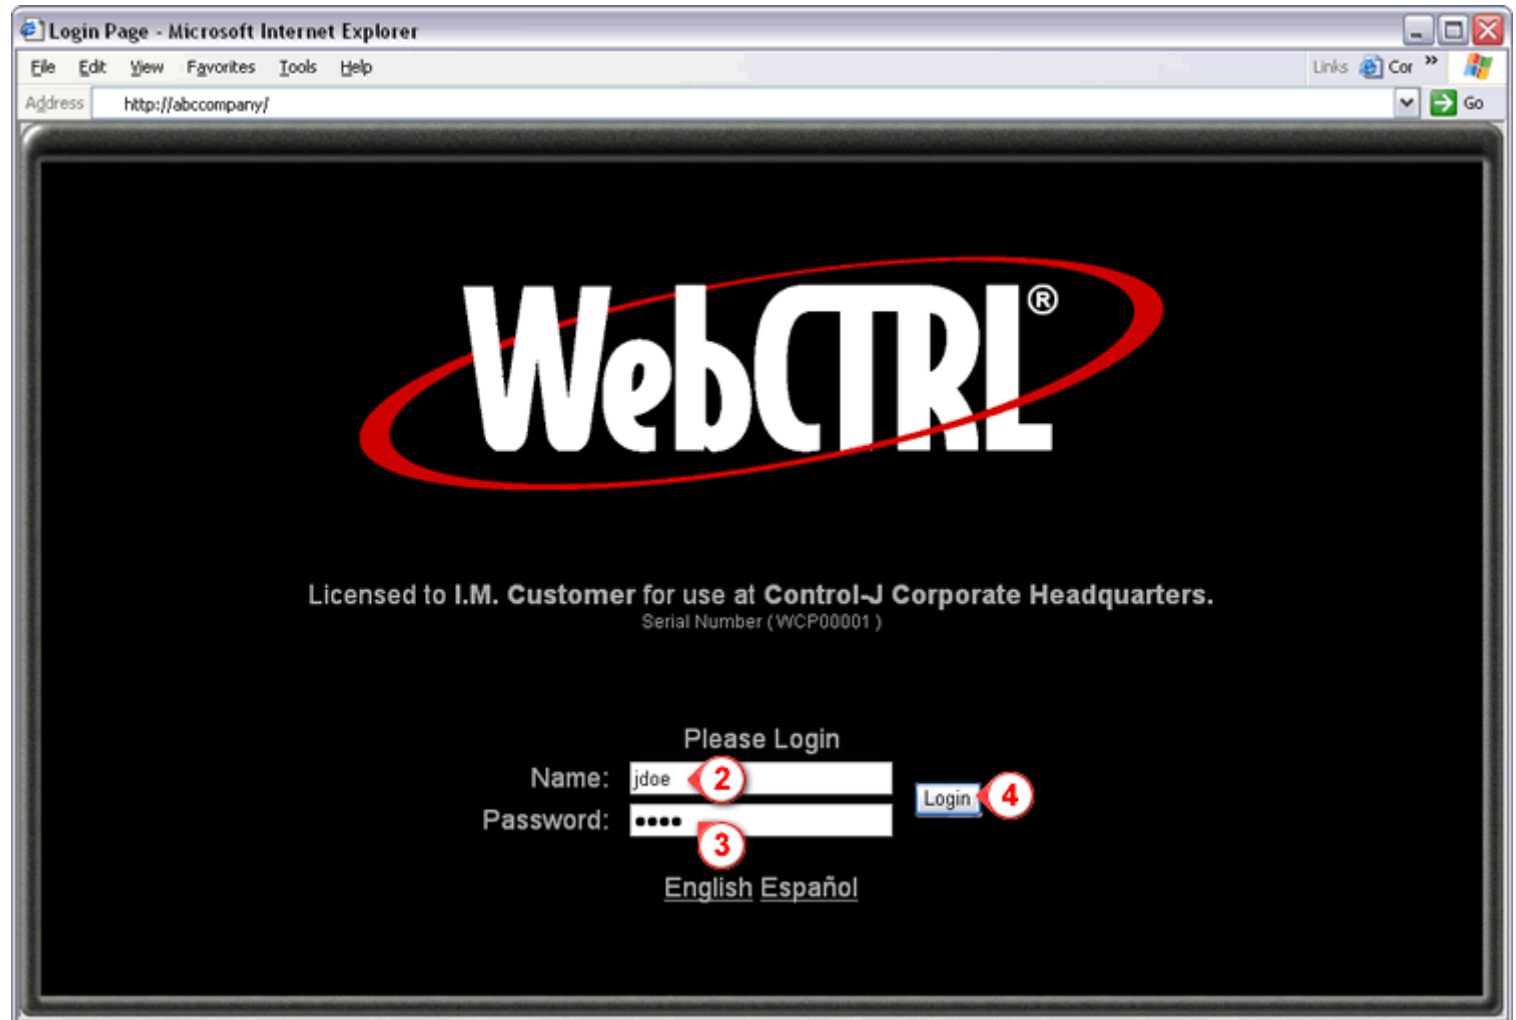 Login Page - Microsoft Internet Explorer
File Edit View Favorites Tools Help Links Cor »
Address http://abccompany/ Go
WebCTRL®
Licensed to I.M. Customer for use at Control-J Corporate Headquarters.
Serial Number ( WCP00001 )
Please Login
Name: jdoe 2
Login 4
Password: ●●●●
3
English Español